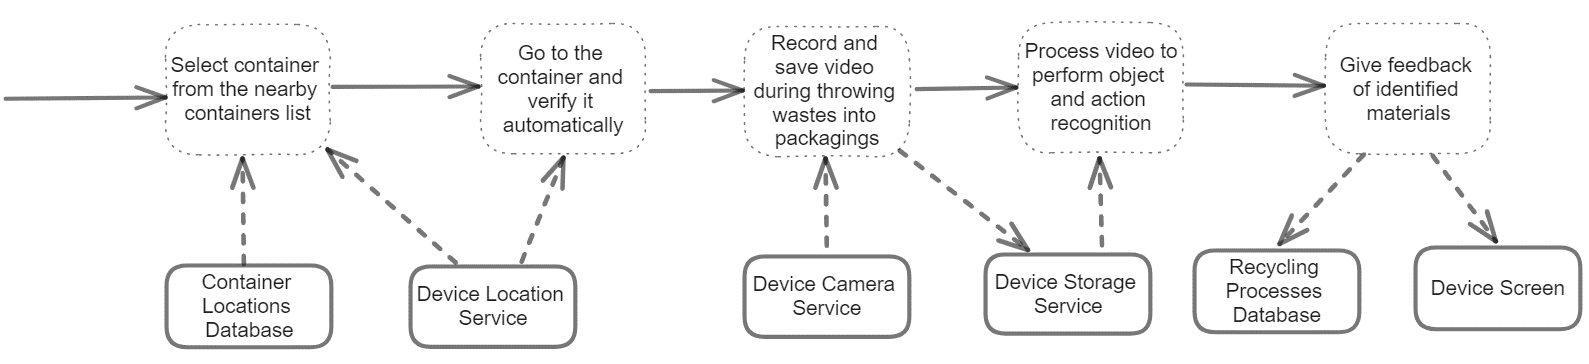 Select container
from the nearby
containers list
Go to the
container and
verify it
automatically
Record and
save video
during throwing
wastes into
packagings
Process video to
perform object
and action
recognition
Give feedback
of identified
materials
Container
Locations
Database
Device Location
Service
Device Camera
Service
Device Storage
Service
Recycling
Processes
Database
Device Screen